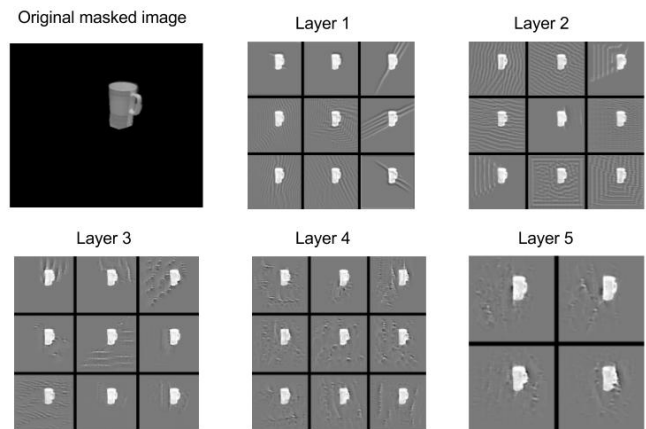 Original masked image
Layer 1
Layer 2
Layer 3
Layer 4
Layer 5